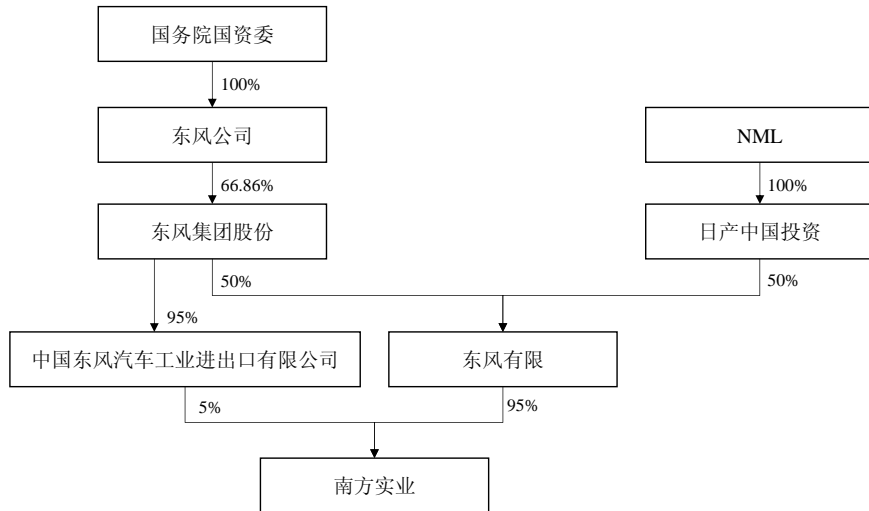 国务院国资委
100%
东风公司
NML
66.86%
100%
东风集团股份
日产中国投资
50%
50%
95%
中国东风汽车工业进出口有限公司
东风有限
5%
95%
南方实业